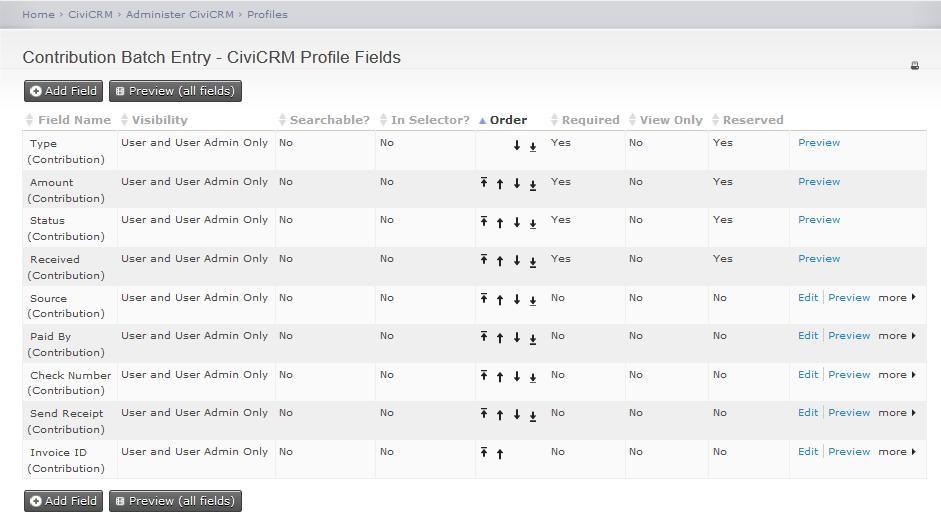 Home > CiviCRM > Administer CiviCRM > Profiles
Contribution Batch Entry - CiviCRM Profile Fields
Add Field Preview (all fields)
Field Name Visibility Searchable? In Selector? Order Required View Only Reserved
Type User and User Admin Only No No Yes No Yes Preview
(Contribution)
Amount User and User Admin Only No No Yes No Yes Preview
(Contribution)
Status User and User Admin Only No No Yes No Yes Preview
(Contribution)
Received User and User Admin Only No No Yes No Yes Preview
(Contribution)
Source User and User Admin Only No No No No No Edit Preview more
(Contribution)
Paid By User and User Admin Only No No No No No Edit Preview more
(Contribution)
Check Number User and User Admin Only No No No No No Edit Preview more
(Contribution)
Send Receipt User and User Admin Only No No No No No Edit Preview more
(Contribution)
Invoice ID User and User Admin Only No No No No No Edit Preview more
(Contribution)
Add Field Preview (all fields)